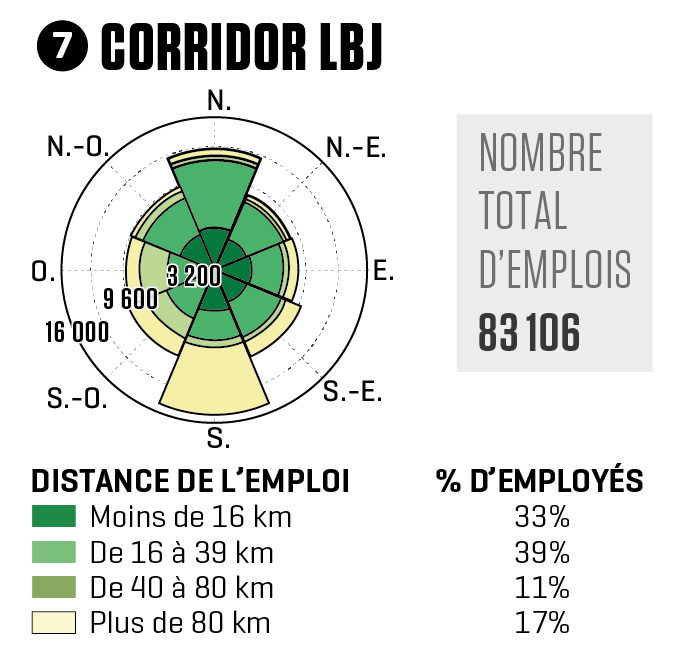 7 CORRIDOR LBJ
N.
N.-O.
N.-E.
NOMBRE
TOTAL
D'EMPLOIS
83 106
O.
3 200
E.
9 600
16 000
S.-O.
S.-E.
S.
DISTANCE DE L'EMPLOI % D'EMPLOYÉS
Moins de 16 km 33%
De 16 à 39 km 39%
De 40 à 80 km 11%
Plus de 80 km 17%